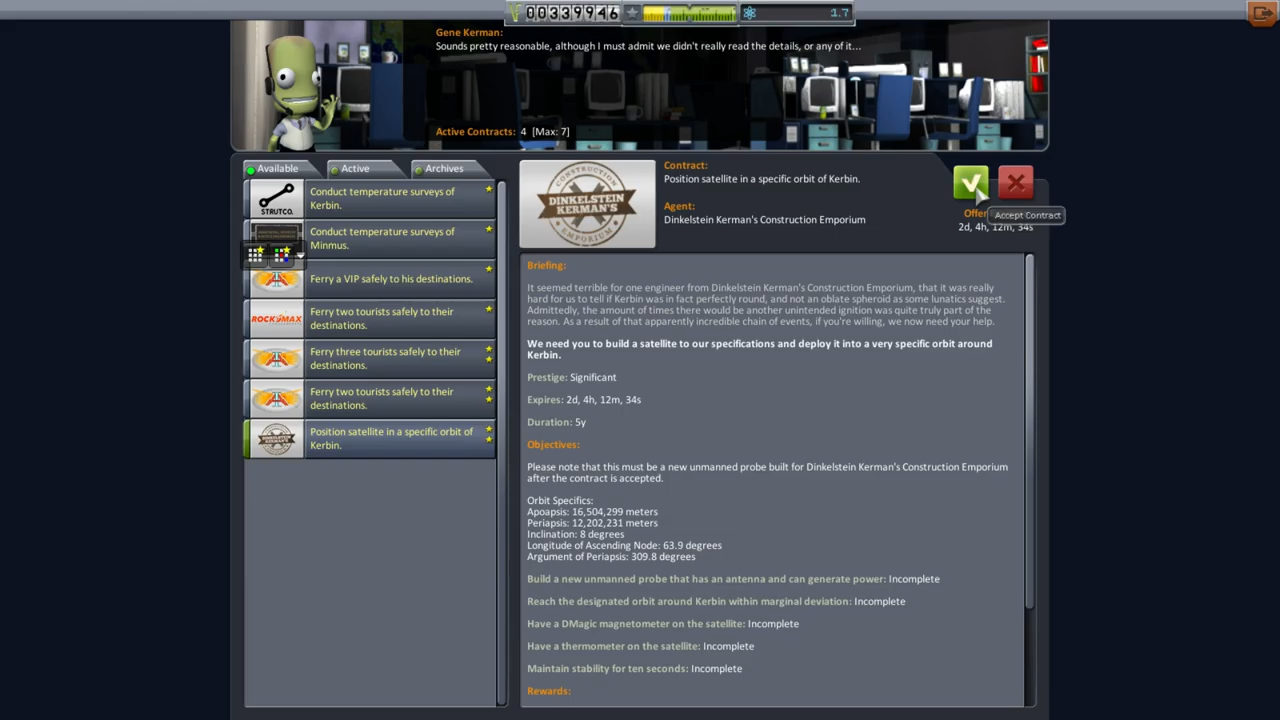 00339946
1.7
Gene Kerman:
Sounds pretty reasonable, although I must admit we didn't really read the details, or any of it...
Active Contracts: 4 [Max: 7]
Available
Active
Archives
STRUTCO.
Conduct temperature surveys of
Kerbin.
Conduct temperature surveys of
Minmus.
Ferry a VIP safely to his destinations.
ROCKOMAX
Ferry two tourists safely to their
destinations.
Ferry three tourists safely to their
destinations.
Ferry two tourists safely to their
destinations.
Position satellite in a specific orbit of
Kerbin.
CONSTRUCTION
DINKELSTEIN
KERMAN'S
EMPORIUM
Contract:
Position satellite in a specific orbit of Kerbin.
Agent:
Dinkelstein Kerman's Construction Emporium
Offer
Accept Contract
2d, 4h, 12m, 34s
Briefing:
It seemed terrible for one engineer from Dinkelstein Kerman's Construction Emporium, that it was really
hard for us to tell if Kerbin was in fact perfectly round, and not an oblate spheroid as some lunatics suggest.
Admittedly, the amount of times there would be another unintended ignition was quite truly part of the
reason. As a result of that apparently incredible chain of events, if you're willing, we now need your help.
We need you to build a satellite to our specifications and deploy it into a very specific orbit around
Kerbin.
Prestige: Significant
Expires: 2d, 4h, 12m, 34s
Duration: 5y
Objectives:
Please note that this must be a new unmanned probe built for Dinkelstein Kerman's Construction Emporium
after the contract is accepted.
Orbit Specifics:
Apoapsis: 16,504,299 meters
Periapsis: 12,202,231 meters
Inclination: 8 degrees
Longitude of Ascending Node: 63.9 degrees
Argument of Periapsis: 309.8 degrees
Build a new unmanned probe that has an antenna and can generate power: Incomplete
Reach the designated orbit around Kerbin within marginal deviation: Incomplete
Have a DMagic magnetometer on the satellite: Incomplete
Have a thermometer on the satellite: Incomplete
Maintain stability for ten seconds: Incomplete
Rewards: